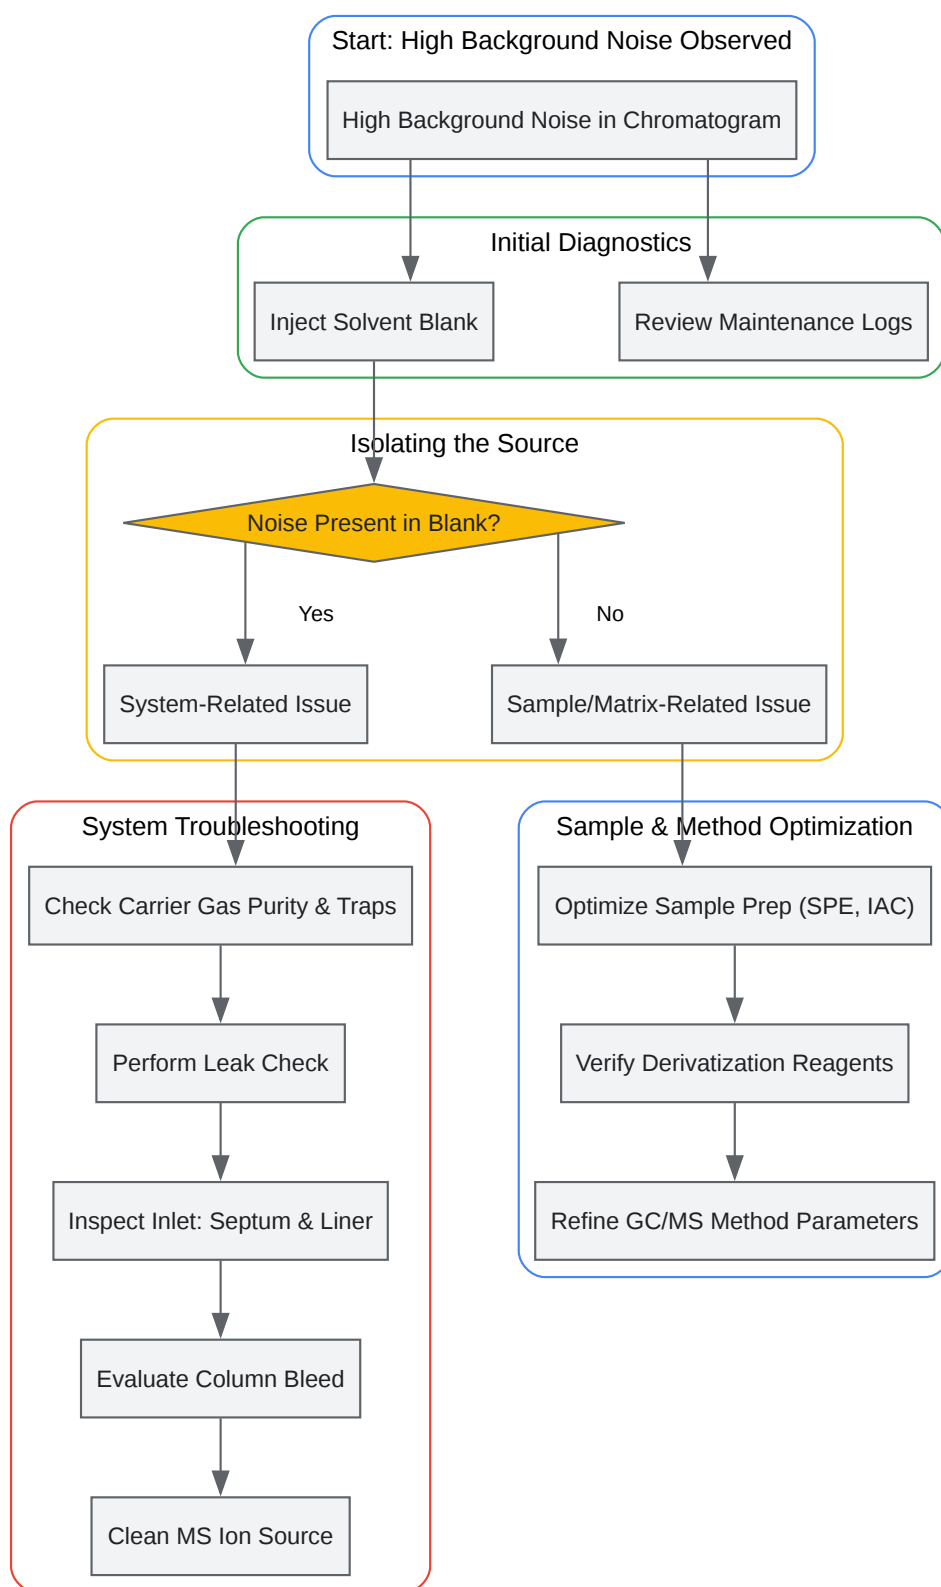 Start: High Background Noise Observed
High Background Noise in Chromatogram
Initial Diagnostics
Inject Solvent Blank
Review Maintenance Logs
Isolating the Source
Noise Present in Blank?
Yes
No
System-Related Issue
Sample/Matrix-Related Issue
System Troubleshooting
Check Carrier Gas Purity & Traps
Perform Leak Check
Inspect Inlet: Septum & Liner
Evaluate Column Bleed
Clean MS Ion Source
Sample & Method Optimization
Optimize Sample Prep (SPE, IAC)
Verify Derivatization Reagents
Refine GC/MS Method Parameters